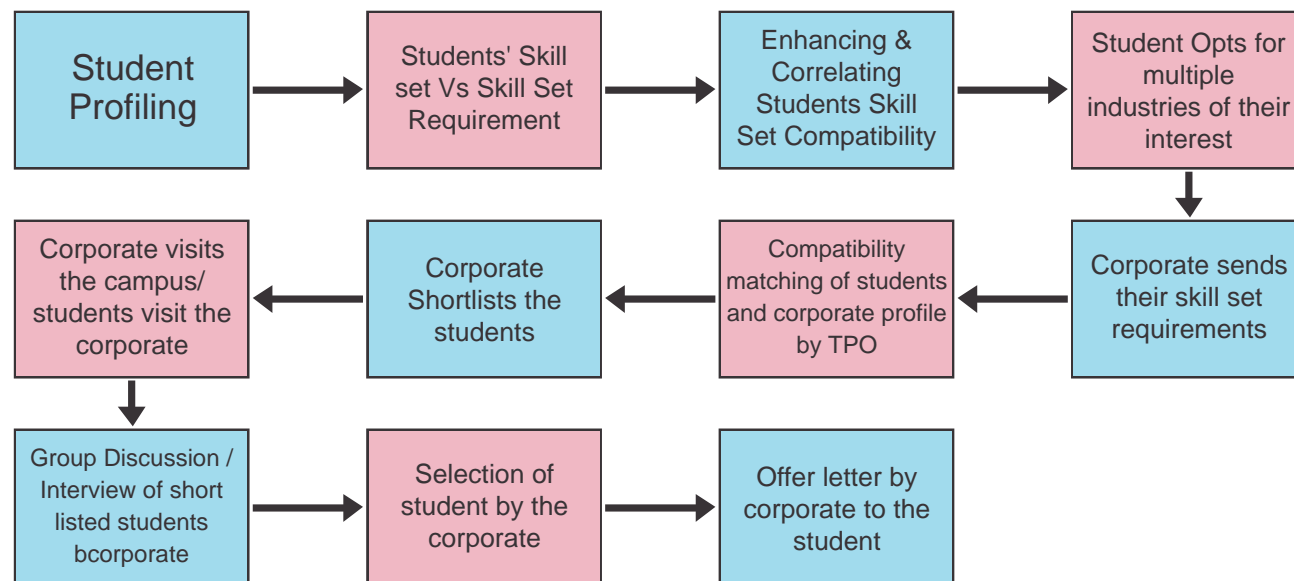 Student
Profiling
Students' Skill
set Vs Skill Set
Requirement
Enhancing &
Correlating
Students Skill
Set Compatibility
Student Opts for
multiple
industries of their
interest
Corporate sends
their skill set
requirements
Compatibility
matching of students
and corporate profile
by TPO
Corporate
Shortlists the
students
Corporate visits
the campus/
students visit the
corporate
Group Discussion /
Interview of short
listed students
bcorporate
Selection of
student by the
corporate
Offer letter by
corporate to the
student